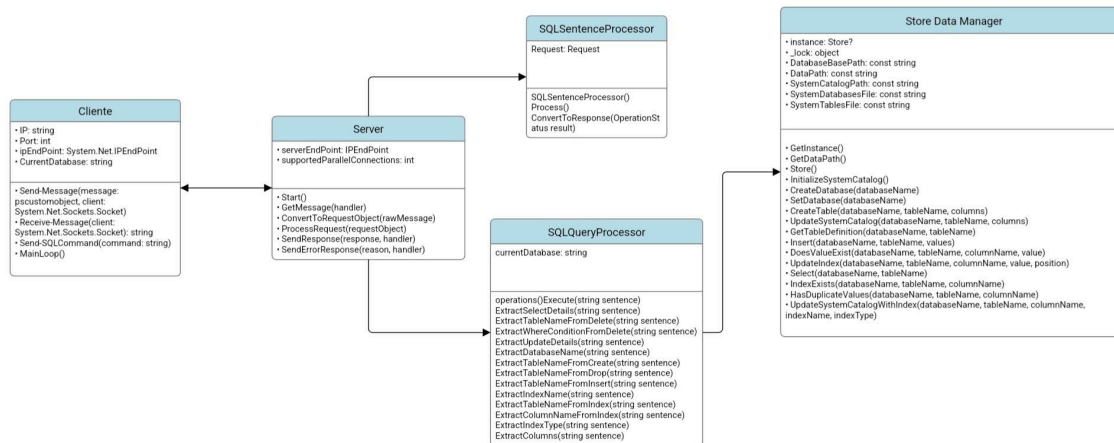 Cliente
• IP: string
• Port: int
• ipEndPoint: System.Net.IPEndPoint
• CurrentDatabase: string
• Send-Message(message:
pscustomobject, client:
System.Net.Sockets.Socket)
• Receive-Message(client:
System.Net.Sockets.Socket): string
• Send-SQLCommand(command: string)
• MainLoop()
Server
• serverEndPoint: IPEndPoint
• supportedParallelConnections: int
• Start()
• GetMessage(handler)
• ConvertToRequestObject(rawMessage)
• ProcessRequest(requestObject)
• SendResponse(response, handler)
• SendErrorResponse(reason, handler)
SQLSentenceProcessor
Request: Request
SQLSentenceProcessor()
Process()
ConvertToResponse(OperationSt
atus result)
SQLQueryProcessor
currentDatabase: string
operations()Execute(string sentence)
ExtractSelectDetails(string sentence)
ExtractTableNameFromDelete(string sentence)
ExtractWhereConditionFromDelete(string sentence)
ExtractUpdateDetails(string sentence)
ExtractDatabaseName(string sentence)
ExtractTableNameFromCreate(string sentence)
ExtractTableNameFromDrop(string sentence)
ExtractTableNameFromInsert(string sentence)
ExtractIndexName(string sentence)
ExtractTableNameFromIndex(string sentence)
ExtractColumnNameFromIndex(string sentence)
ExtractIndexType(string sentence)
ExtractColumns(string sentence)
Store Data Manager
• instance: Store?
• _lock: object
• DatabaseBasePath: const string
• DataPath: const string
• SystemCatalogPath: const string
• SystemDatabasesFile: const string
• SystemTablesFile: const string
• GetInstance()
• GetDataPath()
• Store()
• InitializeSystemCatalog()
• CreateDatabase(databaseName)
• SetDatabase(databaseName)
• CreateTable(databaseName, tableName, columns)
• UpdateSystemCatalog(databaseName, tableName, columns)
• GetTableDefinition(databaseName, tableName)
• Insert(databaseName, tableName, values)
• DoesValueExist(databaseName, tableName, columnName, value)
• UpdateIndex(databaseName, tableName, columnName, value, position)
• Select(databaseName, tableName)
• IndexExists(databaseName, tableName, columnName)
• HasDuplicateValues(databaseName, tableName, columnName)
• UpdateSystemCatalogWithIndex(databaseName, tableName, columnName,
indexName, indexType)